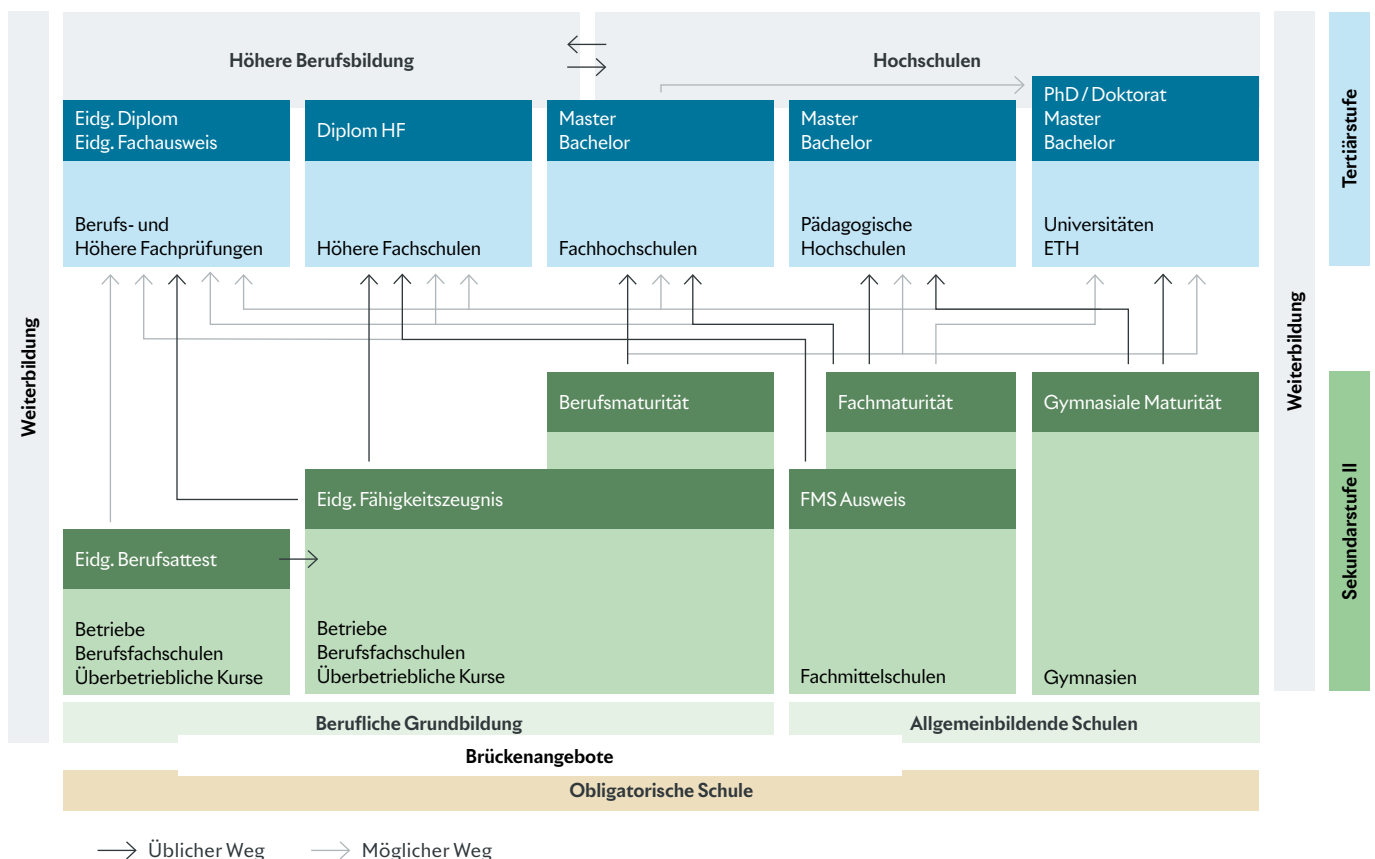 Höhere Berufsbildung
Hochschulen
Eidg. Diplom
Eidg. Fachausweis
Diplom HF
Master
Bachelor
Master
Bachelor
PhD / Doktorat
Master
Bachelor
Berufs- und
Höhere Fachprüfungen
Höhere Fachschulen
Fachhochschulen
Pädagogische
Hochschulen
Universitäten
ETH
Tertiärstufe
Weiterbildung
Weiterbildung
Berufsmaturität
Fachmaturität
Gymnasiale Maturität
Eidg. Fähigkeitszeugnis
FMS Ausweis
Eidg. Berufsattest
Betriebe
Berufsfachschulen
Überbetriebliche Kurse
Betriebe
Berufsfachschulen
Überbetriebliche Kurse
Fachmittelschulen
Gymnasien
Sekundarstufe II
Berufliche Grundbildung
Allgemeinbildende Schulen
Brückenangebote
Obligatorische Schule
Üblicher Weg
Möglicher Weg